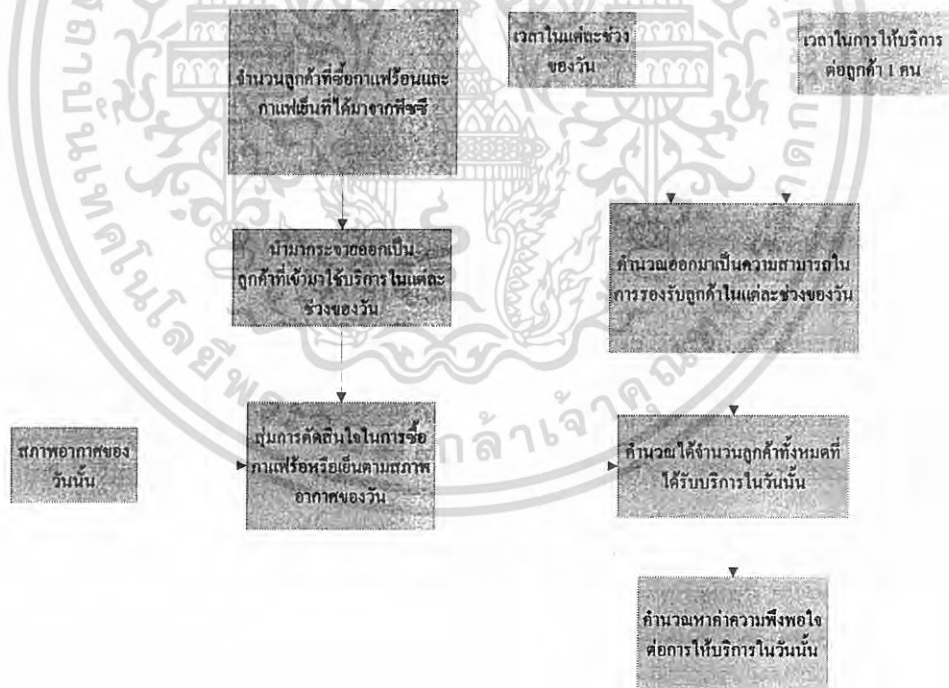 จำนวนลูกค้าที่ซื้อกาแฟร้อนและ
กาแฟเย็นที่ได้มาจากฟัซซี
เวลาในแต่ละช่วง
ของวัน
เวลาในการให้บริการ
ต่อลูกค้า 1 คน
นำมากระจายออกเป็น
ลูกค้าที่เข้ามาใช้บริการในแต่ละ
ช่วงของวัน
คำนวณออกมาเป็นความสามารถใน
การรองรับลูกค้าในแต่ละช่วงของวัน
สภาพอากาศของ
วันนั้น
สุ่มการตัดสินใจในการซื้อ
กาแฟร้อหรือเย็นตามสภาพ
อากาศของวัน
คำนวณได้จำนวนลูกค้าทั้งหมดที่
ได้รับบริการในวันนั้น
คำนวณหาค่าความพึงพอใจ
ต่อการให้บริการในวันนั้น